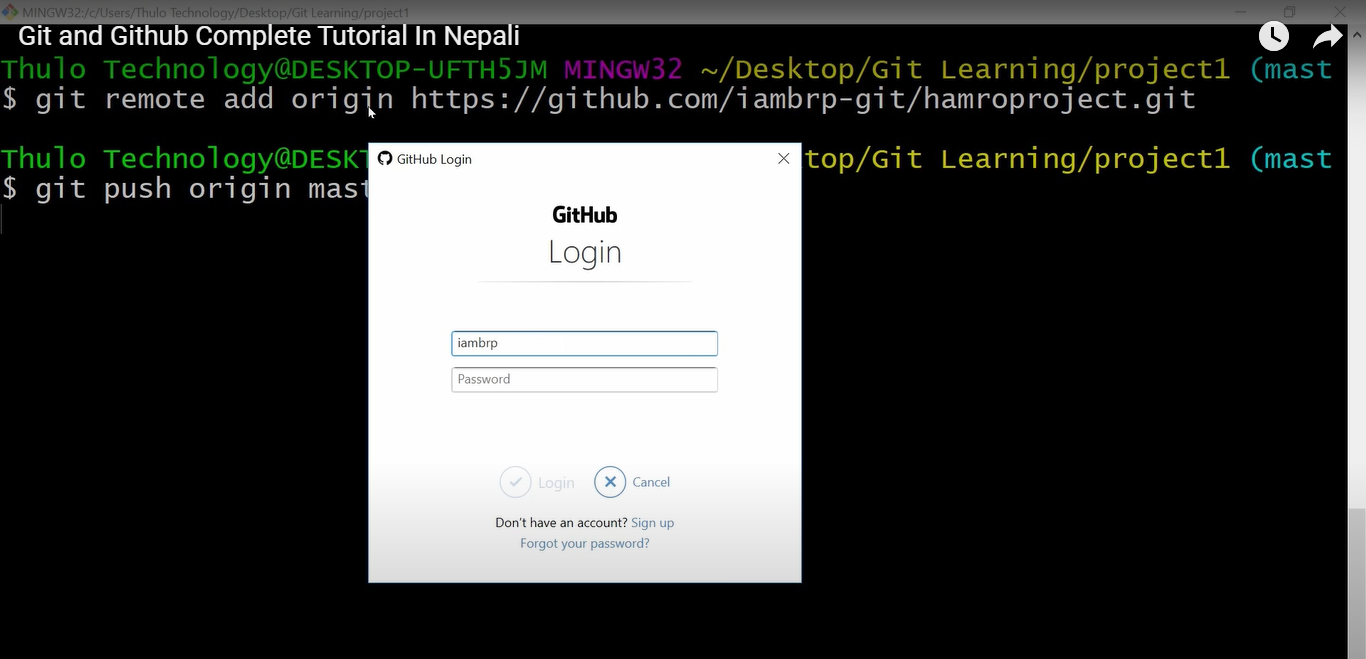 MINGW32:/c/Users/Thulo Technology/Desktop/Git Learning/project1
Git and Github Complete Tutorial In Nepali
Thulo Technology@DESKTOP-UFTH5JM MINGW32 ~/Desktop/Git Learning/project1 (mast
$ git remote add origin https://github.com/iambrp-git/hamroproject.git
Thulo Technology@DESKT
top/Git Learning/project1 (mast
$ git push origin mast
GitHub Login
GitHub
Login
iambrp
Password
Login
Cancel
Don't have an account? Sign up
Forgot your password?